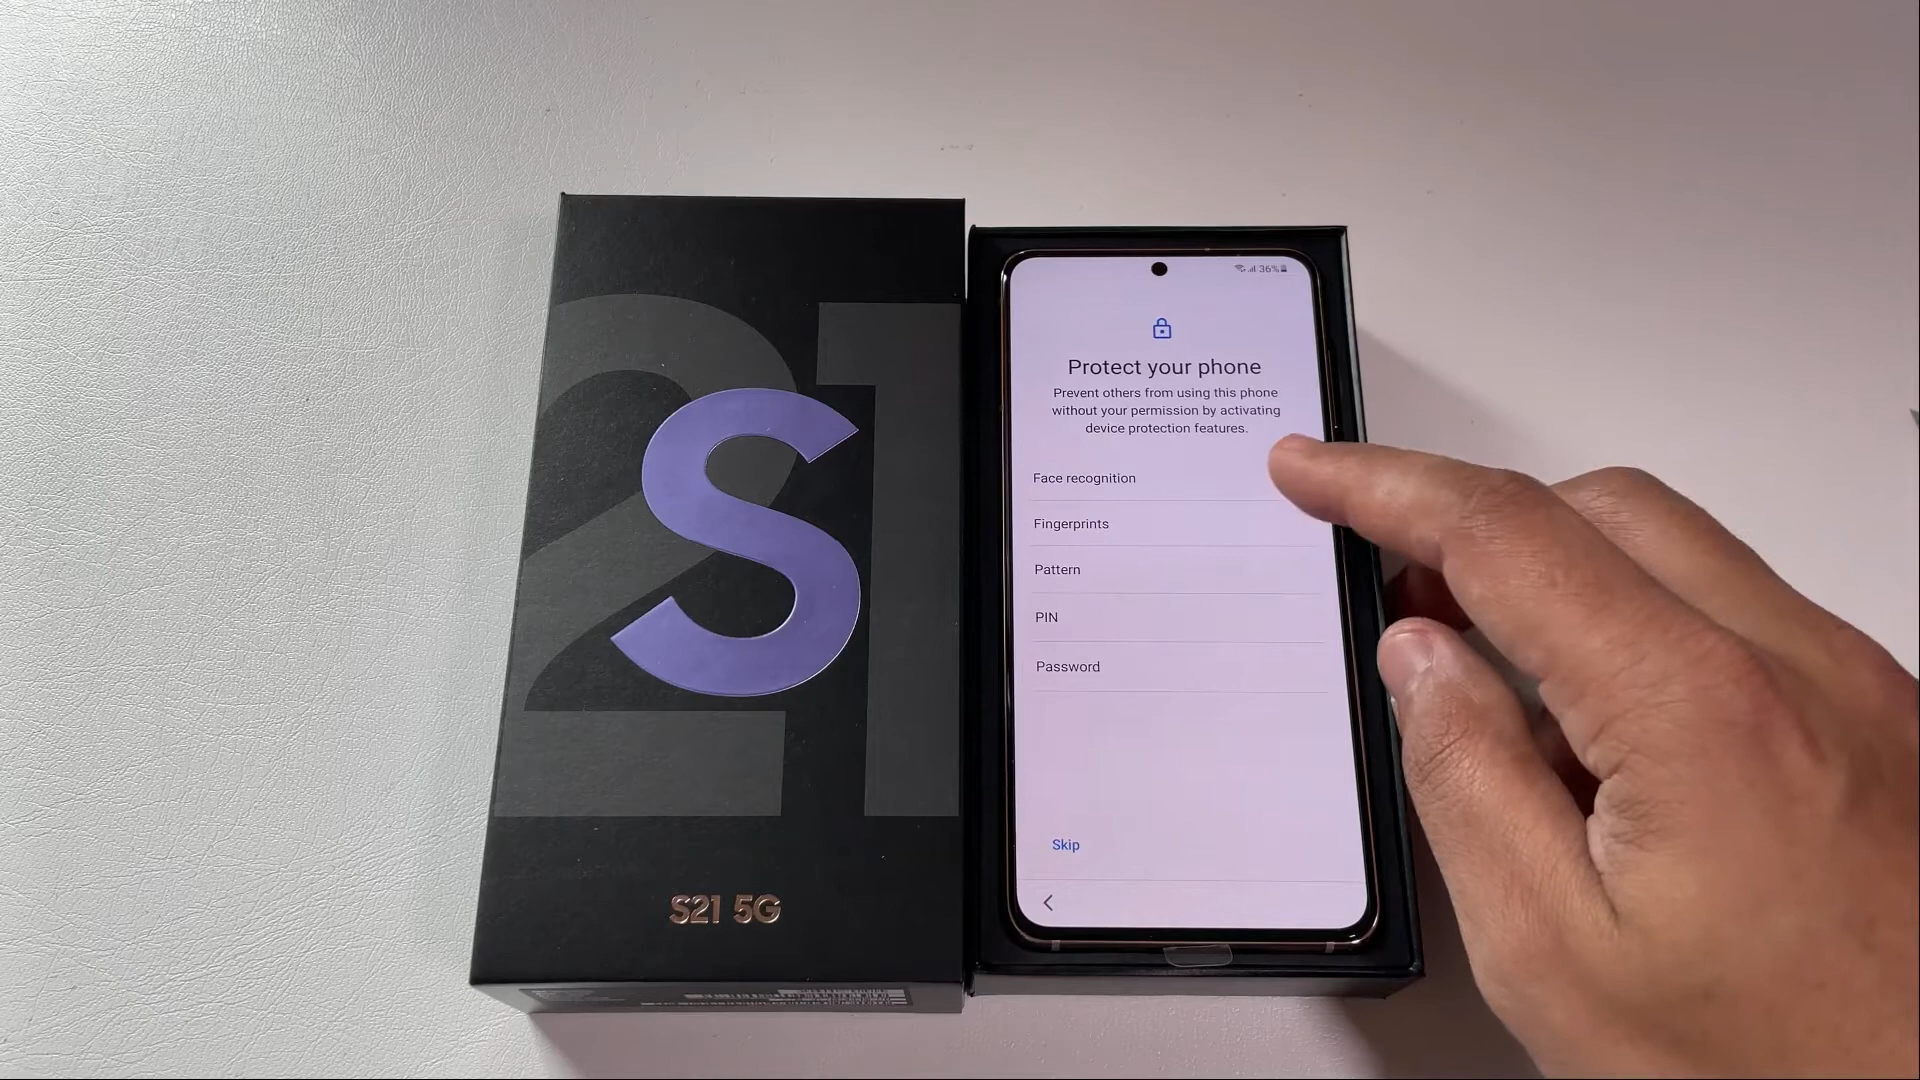 21
S
S21 5G
36%
Protect your phone
Prevent others from using this phone
without your permission by activating
device protection features.
Face recognition
Fingerprints
Pattern
PIN
Password
Skip